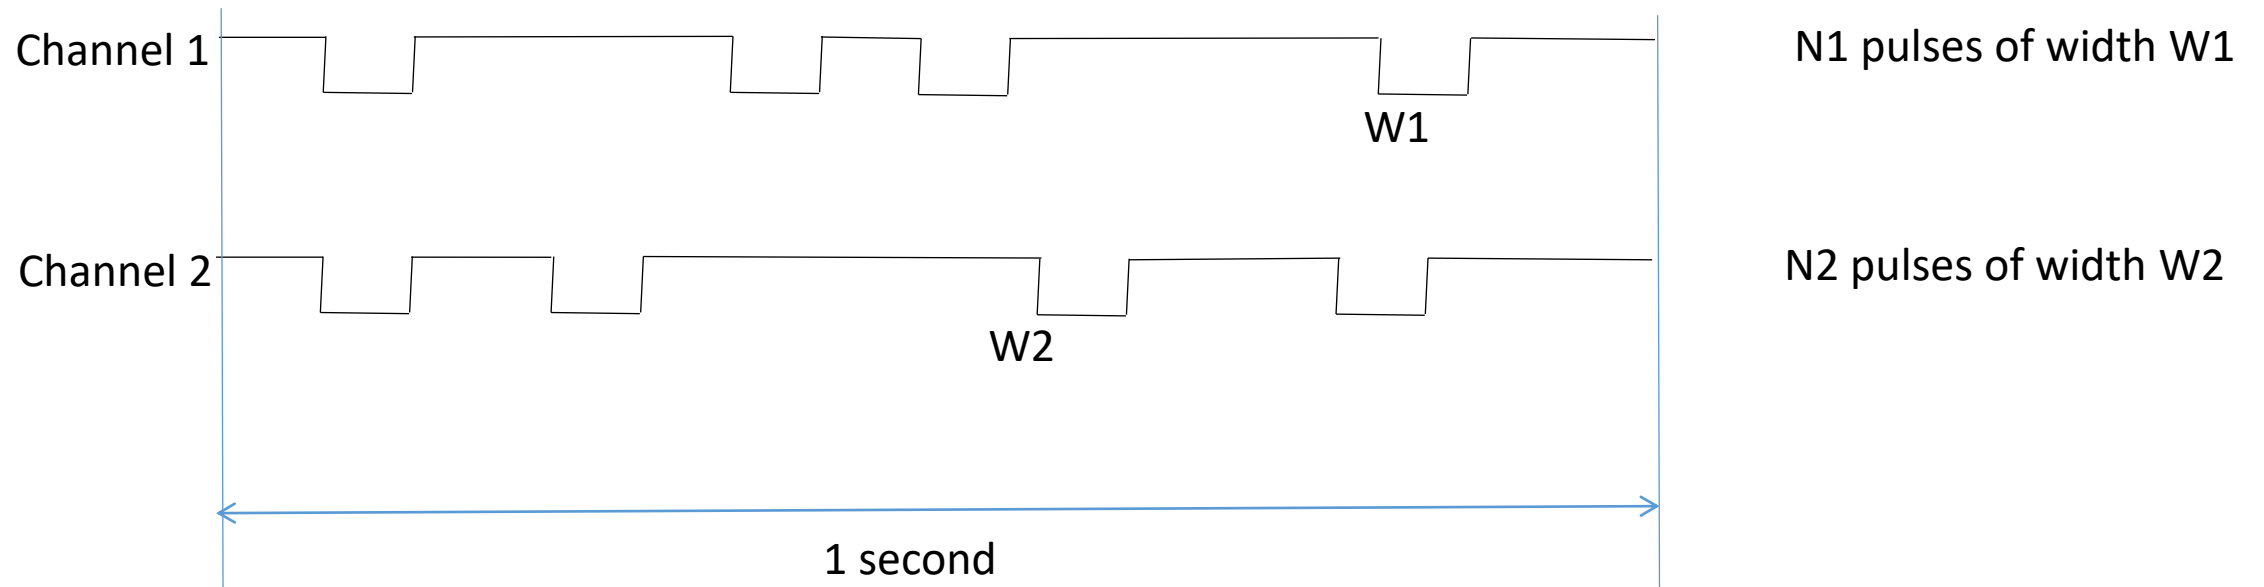 Channel 1
N1 pulses of width W1
W1
Channel 2
N2 pulses of width W2
W2
1 second